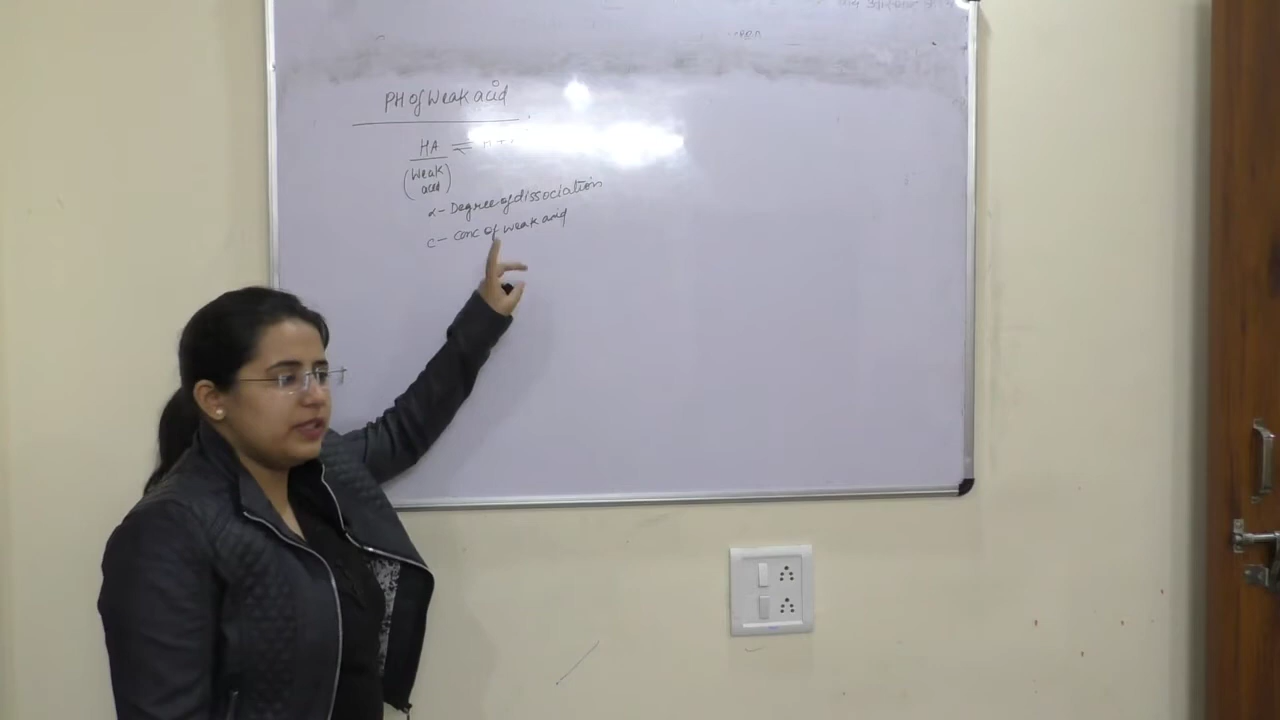 PH of Weak acid
HA ⇌
(Weak
acid)
α- Degree of dissociation
C- Conc of weak acid